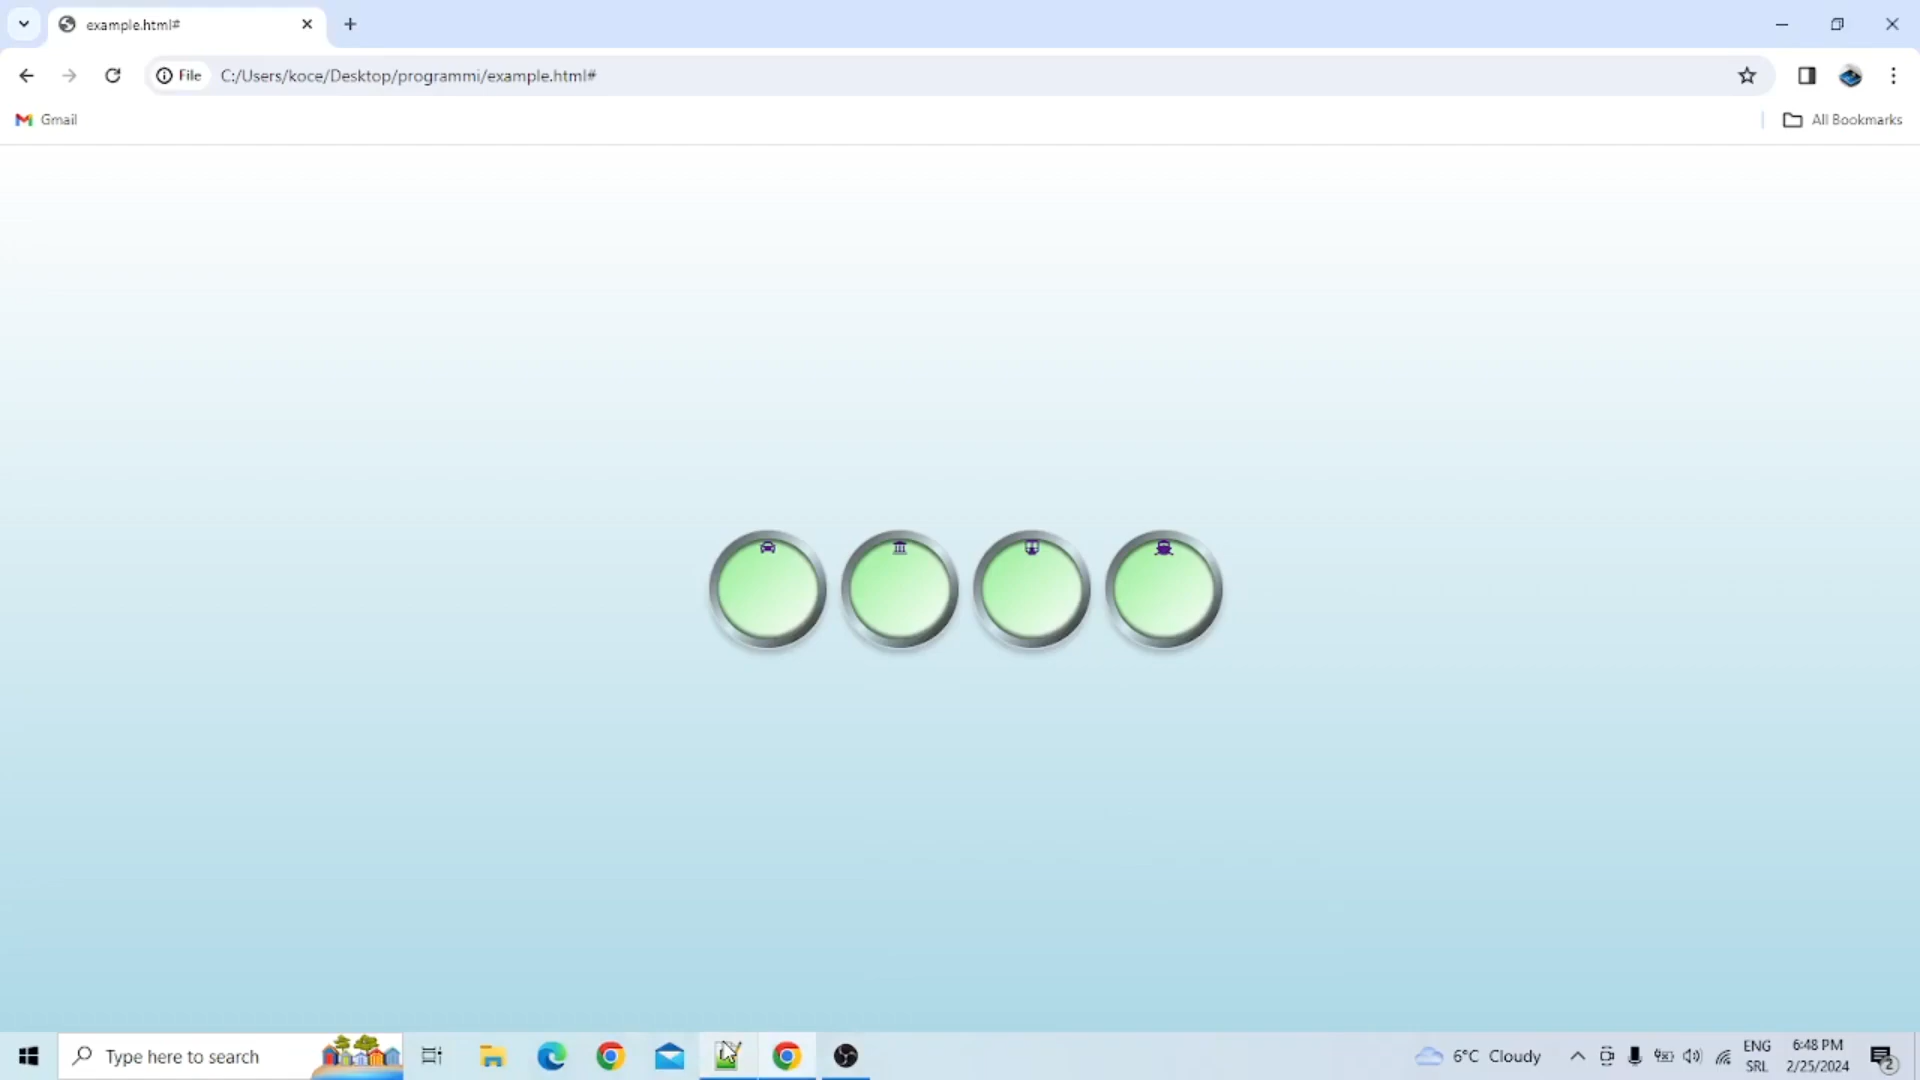 example.html#
File
C:/Users/koce/Desktop/programmi/example.html#
Gmail
All Bookmarks
Type here to search
6°C Cloudy
ENG
SRL
6:48 PM
2/25/2024
2